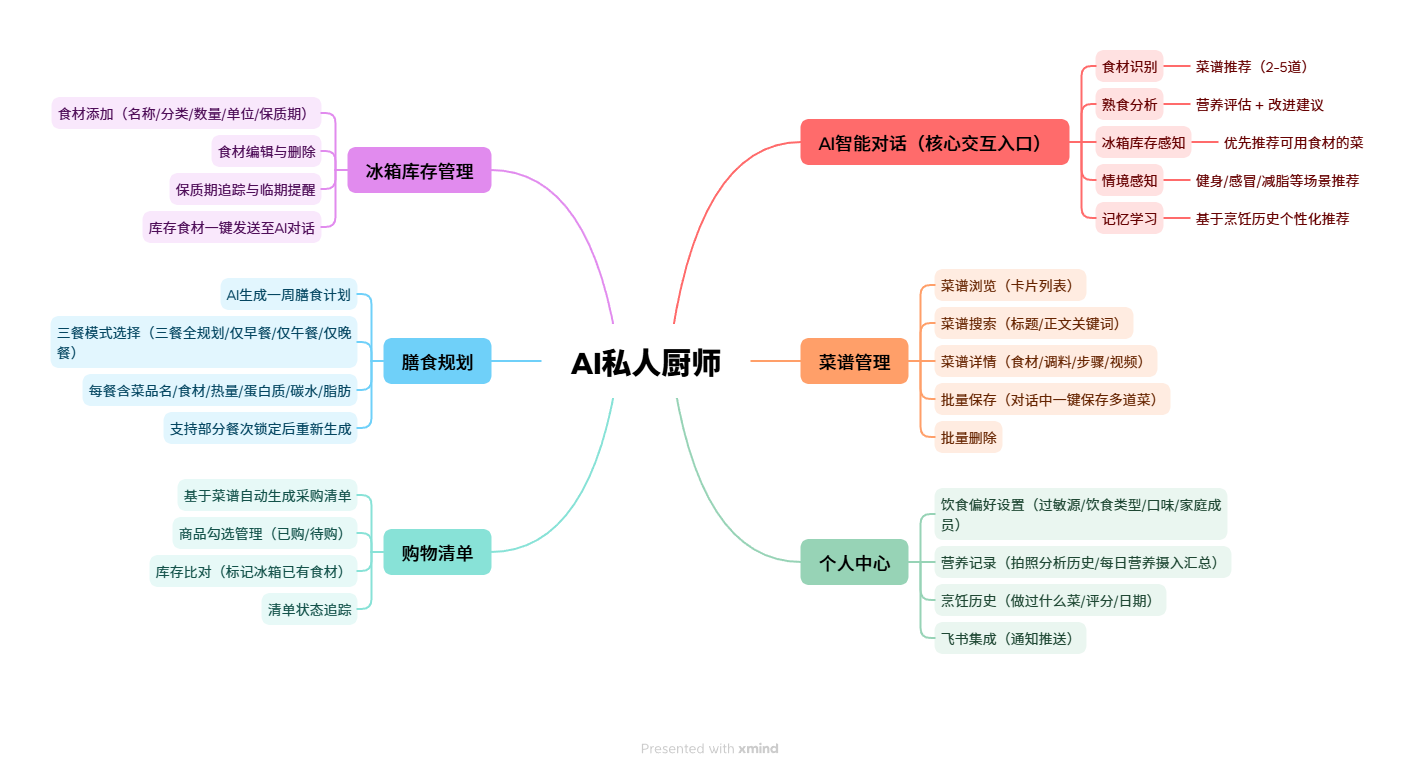 AI私人厨师
AI智能对话（核心交互入口）
食材识别
菜谱推荐（2-5道）
熟食分析
营养评估 + 改进建议
冰箱库存感知
优先推荐可用食材的菜
情境感知
健身/感冒/减脂等场景推荐
记忆学习
基于烹饪历史个性化推荐
菜谱管理
菜谱浏览（卡片列表）
菜谱搜索（标题/正文关键词）
菜谱详情（食材/调料/步骤/视频）
批量保存（对话中一键保存多道菜）
批量删除
个人中心
饮食偏好设置（过敏源/饮食类型/口味/家庭成
员）
营养记录（拍照分析历史/每日营养摄入汇总）
烹饪历史（做过什么菜/评分/日期）
飞书集成（通知推送）
冰箱库存管理
食材添加（名称/分类/数量/单位/保质期）
食材编辑与删除
保质期追踪与临期提醒
库存食材一键发送至AI对话
膳食规划
AI生成一周膳食计划
三餐模式选择（三餐全规划/仅早餐/仅午餐/仅晚
餐）
每餐含菜品名/食材/热量/蛋白质/碳水/脂肪
支持部分餐次锁定后重新生成
购物清单
基于菜谱自动生成采购清单
商品勾选管理（已购/待购）
库存比对（标记冰箱已有食材）
清单状态追踪
Presented with xmind